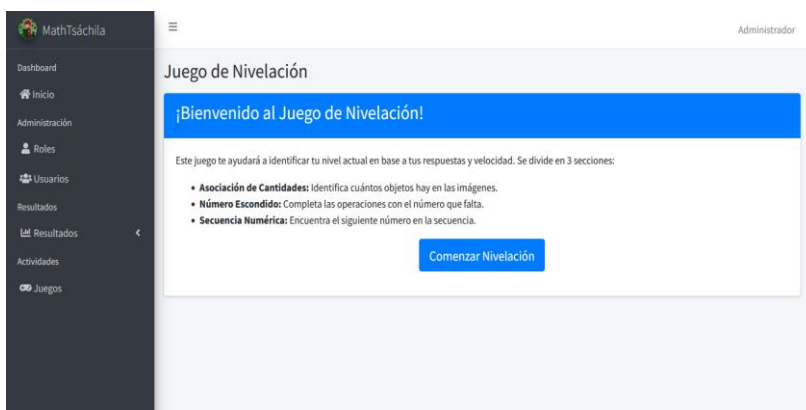 MathTsáchila
Administrador
Dashboard
Inicio
Administración
Roles
Usuarios
Resultados
Resultados
Actividades
Juegos
Juego de Nivelación
¡Bienvenido al Juego de Nivelación!
Este juego te ayudará a identificar tu nivel actual en base a tus respuestas y velocidad. Se divide en 3 secciones:
• Asociación de Cantidades: Identifica cuántos objetos hay en las imágenes.
• Número Escondido: Completa las operaciones con el número que falta.
• Secuencia Numérica: Encuentra el siguiente número en la secuencia.
Comenzar Nivelación